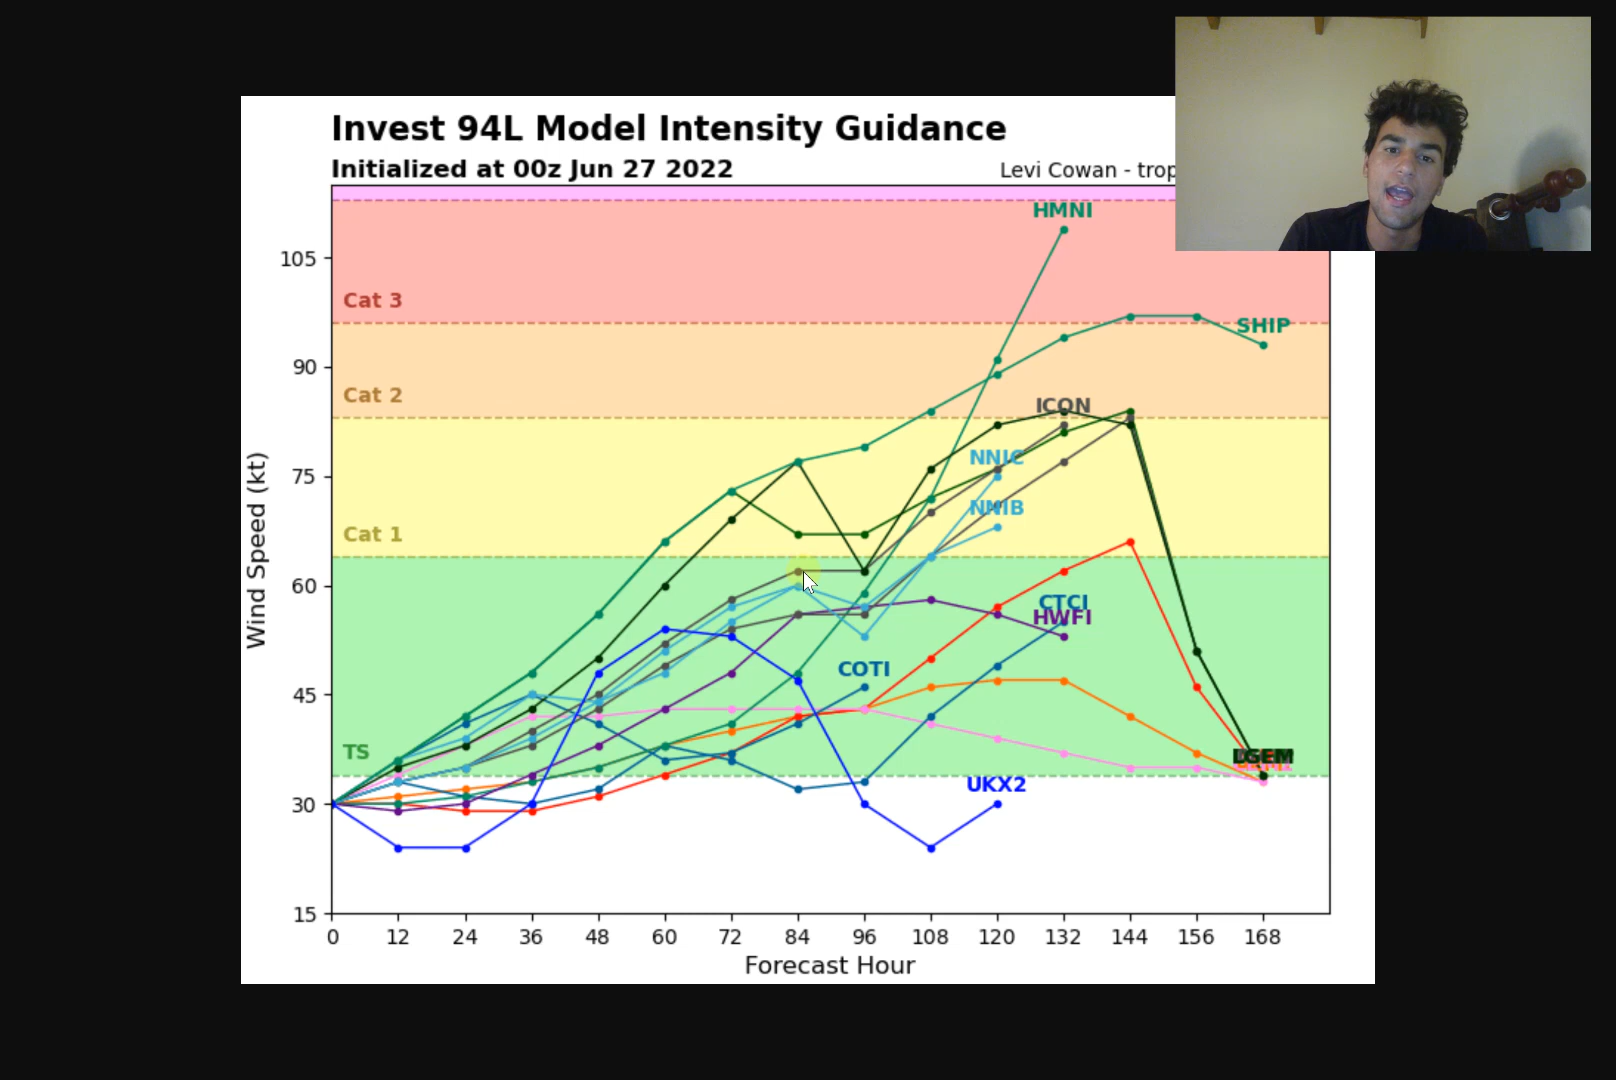 Invest 94L Model Intensity Guidance
Initialized at 00z Jun 27 2022
Levi Cowan - trop
HMNI
105
Cat 3
SHIP
90
Cat 2
ICON
NNIC
75
NNIB
Cat 1
60
CTCI
HWFI
COTI
45
TS
LGEM
UKX2
30
15
0 12 24 36 48 60 72 84 96 108 120 132 144 156 168
Wind Speed (kt)
Forecast Hour